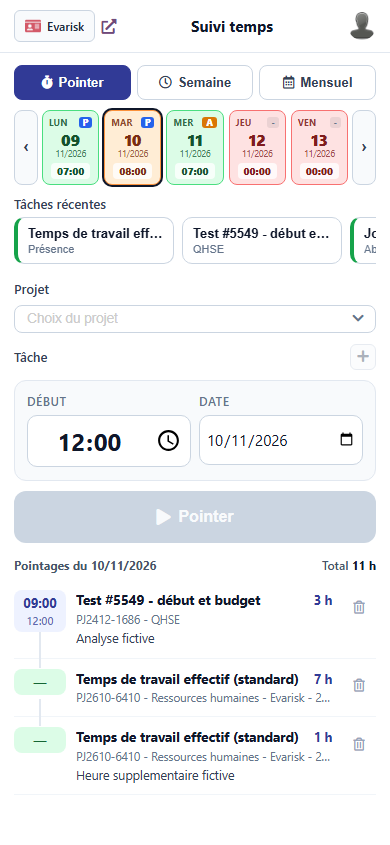 Evarisk
Suivi temps
Pointer
Semaine
Mensuel
‹
LUN P
09
11/2026
07:00
MAR P
10
11/2026
08:00
MER A
11
11/2026
07:00
JEU -
12
11/2026
00:00
VEN -
13
11/2026
00:00
›
Tâches récentes
Temps de travail eff...
Présence
Test #5549 - début e...
QHSE
Jo
Ab
Projet
Choix du projet
Tâche
+
DÉBUT
12:00
DATE
10/11/2026
Pointer
Pointages du 10/11/2026
Total 11 h
09:00
12:00
Test #5549 - début et budget
3 h
PJ2412-1686 - QHSE
Analyse fictive
—
Temps de travail effectif (standard)
7 h
PJ2610-6410 - Ressources humaines - Evarisk - 2...
—
Temps de travail effectif (standard)
1 h
PJ2610-6410 - Ressources humaines - Evarisk - 2...
Heure supplementaire fictive